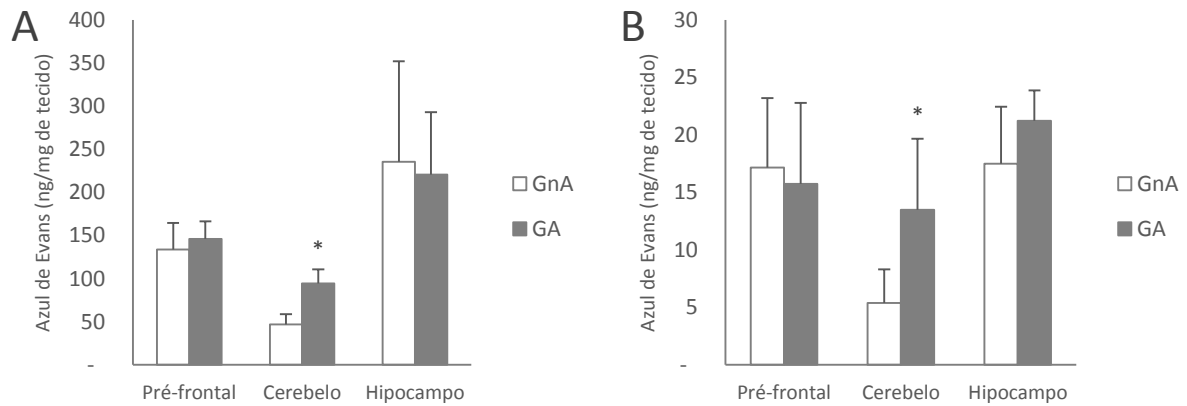 A
Azul de Evans (ng/mg de tecido)
400
350
300
250
200
150
100
50
-
*
Pré-frontal
Cerebelo
Hipocampo
GnA
GA
B
Azul de Evans (ng/mg de tecido)
30
25
20
15
10
5
-
*
Pré-frontal
Cerebelo
Hipocampo
GnA
GA